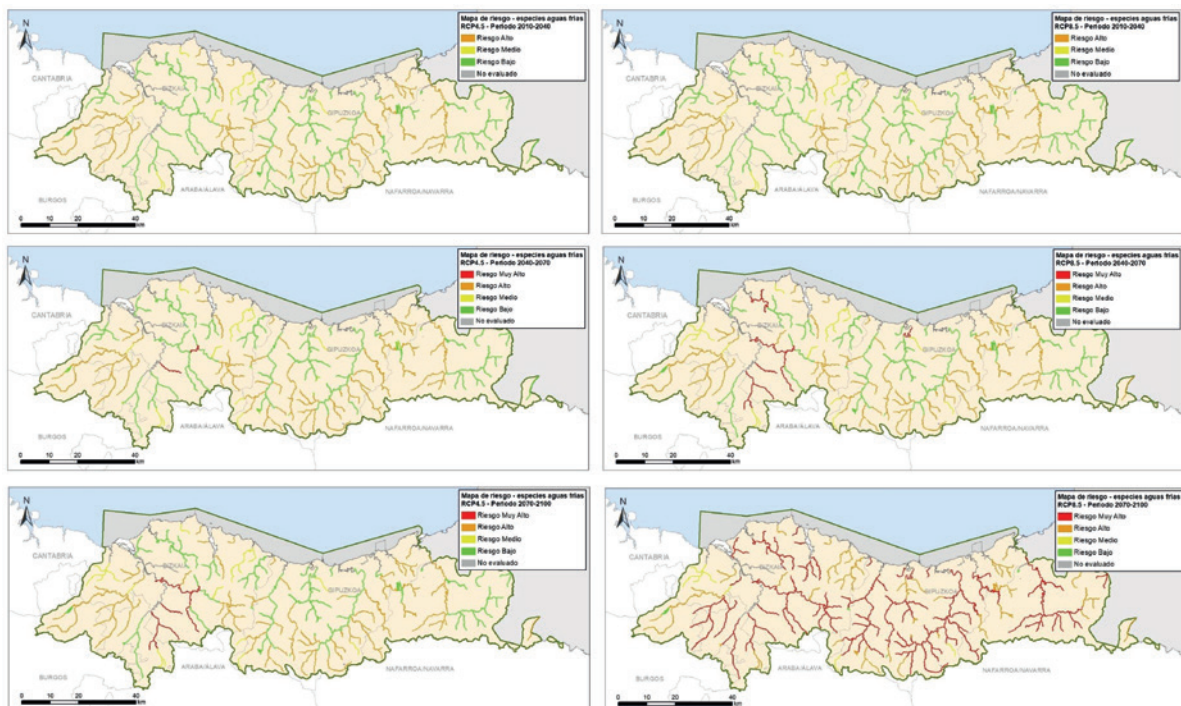 Mapa de riesgo - especies aguas frías
RCP4.5 - Periodo 2010-2040
Riesgo Alto
Riesgo Medio
Riesgo Bajo
No evaluado
N
CANTABRIA
BIZKAIA
GIPUZKOA
ARABA/ALAVA
BURGOS
NAFARROA/NAVARRA
0 10 20 40
km
Mapa de riesgo - especies aguas frías
RCP8.5 - Periodo 2010-2040
Riesgo Alto
Riesgo Medio
Riesgo Bajo
No evaluado
N
CANTABRIA
BIZKAIA
GIPUZKOA
ARABA/ALAVA
BURGOS
NAFARROA/NAVARRA
0 10 20 40
km
Mapa de riesgo - especies aguas frías
RCP4.5 - Periodo 2040-2070
Riesgo Muy Alto
Riesgo Alto
Riesgo Medio
Riesgo Bajo
No evaluado
N
CANTABRIA
BIZKAIA
GIPUZKOA
ARABA/ALAVA
BURGOS
NAFARROA/NAVARRA
0 10 20 40
km
Mapa de riesgo - especies aguas frías
RCP8.5 - Periodo 2040-2070
Riesgo Muy Alto
Riesgo Alto
Riesgo Medio
Riesgo Bajo
No evaluado
N
CANTABRIA
BIZKAIA
GIPUZKOA
ARABA/ALAVA
BURGOS
NAFARROA/NAVARRA
0 10 20 40
km
Mapa de riesgo - especies aguas frías
RCP4.5 - Periodo 2070-2100
Riesgo Muy Alto
Riesgo Alto
Riesgo Medio
Riesgo Bajo
No evaluado
N
CANTABRIA
BIZKAIA
GIPUZKOA
ARABA/ALAVA
BURGOS
NAFARROA/NAVARRA
0 10 20 40
km
Mapa de riesgo - especies aguas frías
RCP8.5 - Periodo 2070-2100
Riesgo Muy Alto
Riesgo Alto
Riesgo Medio
Riesgo Bajo
No evaluado
N
CANTABRIA
BIZKAIA
GIPUZKOA
ARABA/ALAVA
BURGOS
NAFARROA/NAVARRA
0 10 20 40
km